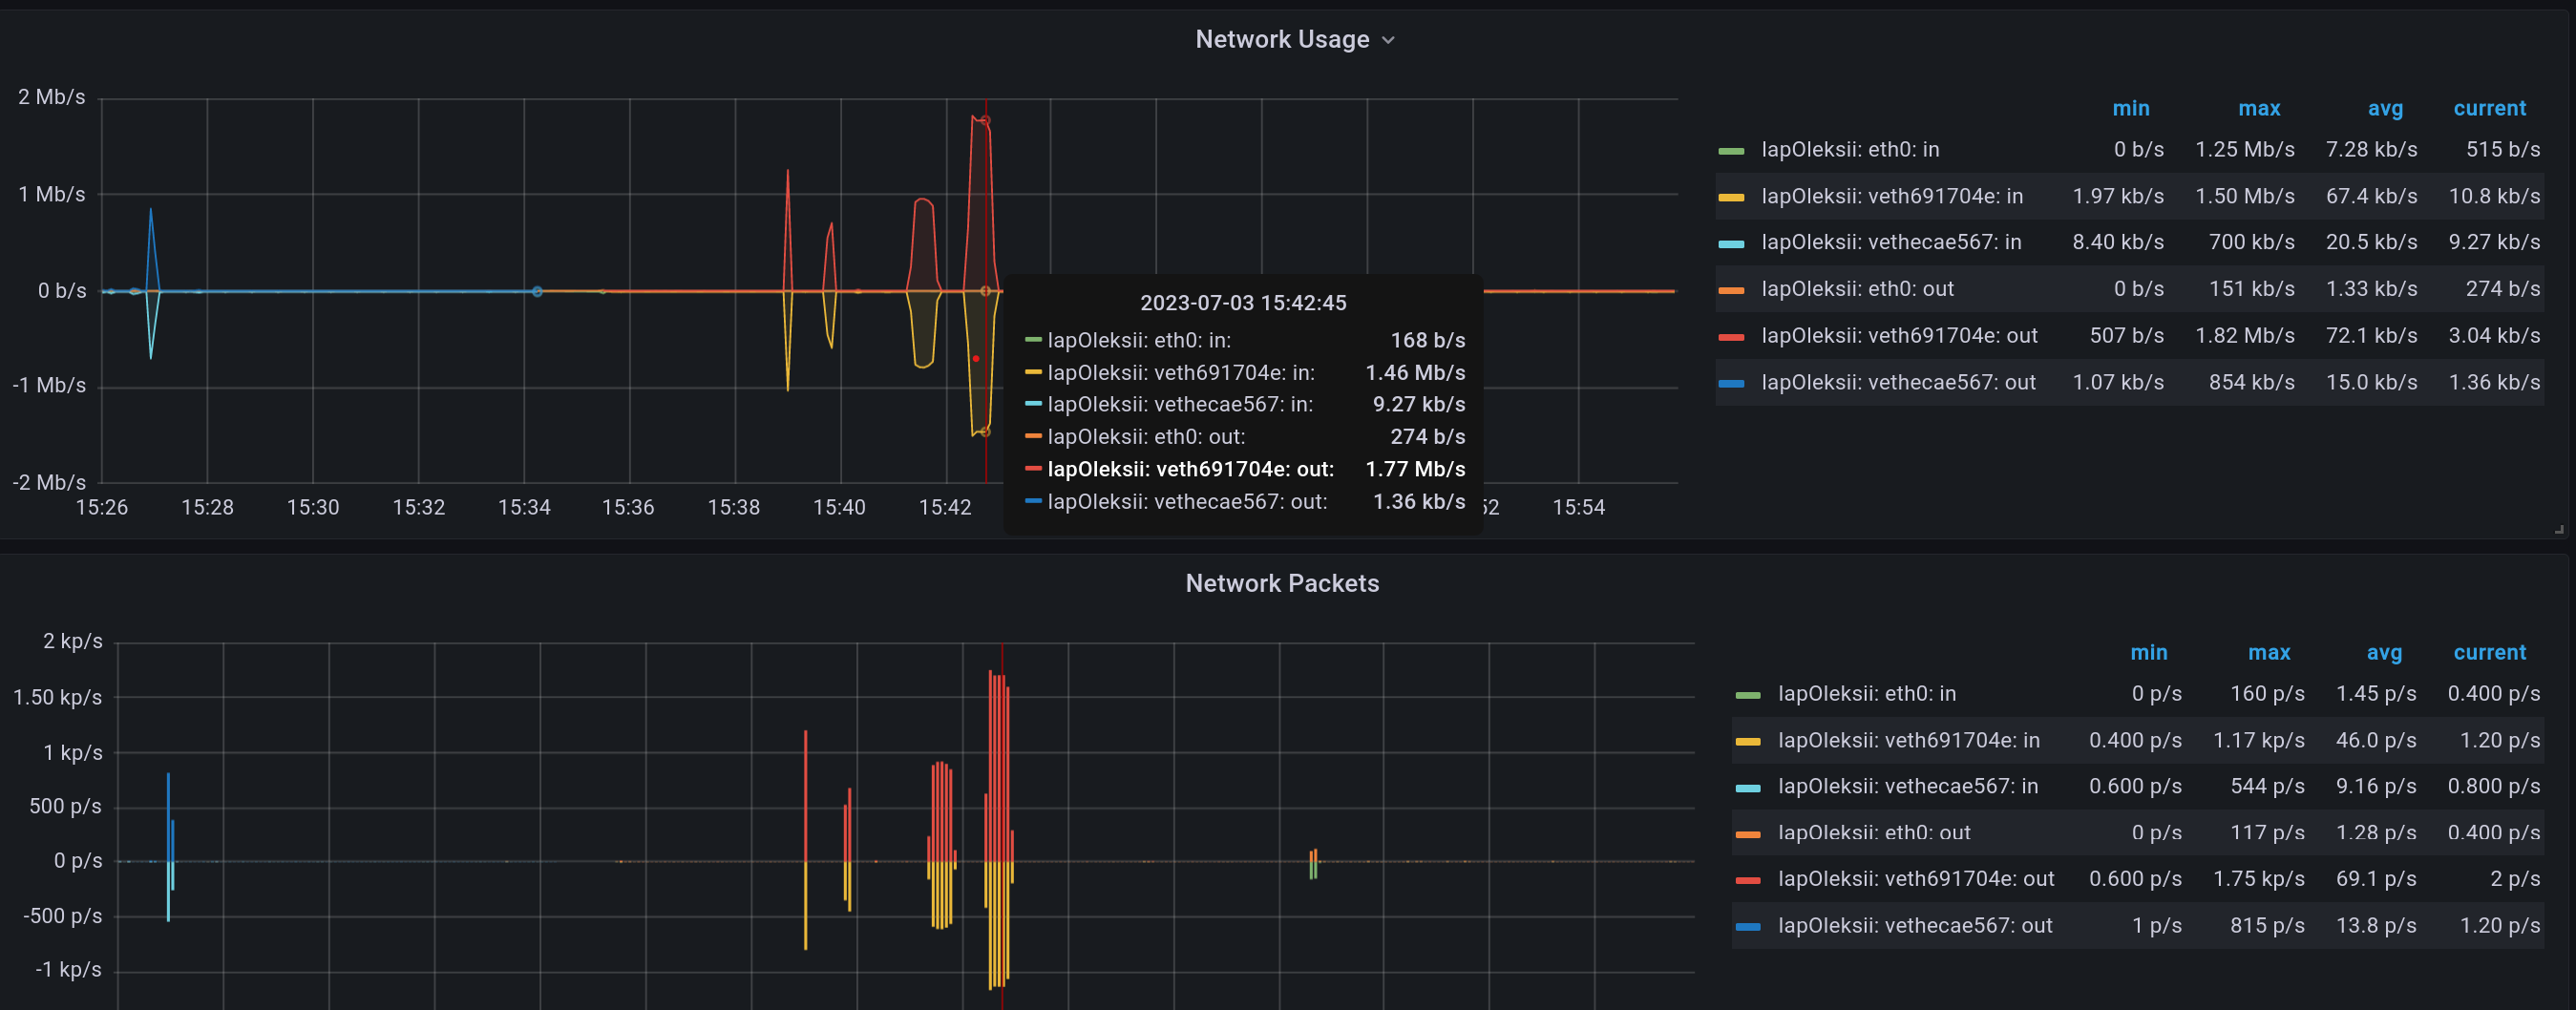 Network Usage
2 Mb/s
1 Mb/s
0 b/s
-1 Mb/s
-2 Mb/s
15:26 15:28 15:30 15:32 15:34 15:36 15:38 15:40 15:42 52 15:54
2023-07-03 15:42:45
lapOleksii: eth0: in: 168 b/s
lapOleksii: veth691704e: in: 1.46 Mb/s
lapOleksii: vethecae567: in: 9.27 kb/s
lapOleksii: eth0: out: 274 b/s
lapOleksii: veth691704e: out: 1.77 Mb/s
lapOleksii: vethecae567: out: 1.36 kb/s
min max avg current
lapOleksii: eth0: in 0 b/s 1.25 Mb/s 7.28 kb/s 515 b/s
lapOleksii: veth691704e: in 1.97 kb/s 1.50 Mb/s 67.4 kb/s 10.8 kb/s
lapOleksii: vethecae567: in 8.40 kb/s 700 kb/s 20.5 kb/s 9.27 kb/s
lapOleksii: eth0: out 0 b/s 151 kb/s 1.33 kb/s 274 b/s
lapOleksii: veth691704e: out 507 b/s 1.82 Mb/s 72.1 kb/s 3.04 kb/s
lapOleksii: vethecae567: out 1.07 kb/s 854 kb/s 15.0 kb/s 1.36 kb/s
Network Packets
2 kp/s
1.50 kp/s
1 kp/s
500 p/s
0 p/s
-500 p/s
-1 kp/s
min max avg current
lapOleksii: eth0: in 0 p/s 160 p/s 1.45 p/s 0.400 p/s
lapOleksii: veth691704e: in 0.400 p/s 1.17 kp/s 46.0 p/s 1.20 p/s
lapOleksii: vethecae567: in 0.600 p/s 544 p/s 9.16 p/s 0.800 p/s
lapOleksii: eth0: out 0 p/s 117 p/s 1.28 p/s 0.400 p/s
lapOleksii: veth691704e: out 0.600 p/s 1.75 kp/s 69.1 p/s 2 p/s
lapOleksii: vethecae567: out 1 p/s 815 p/s 13.8 p/s 1.20 p/s